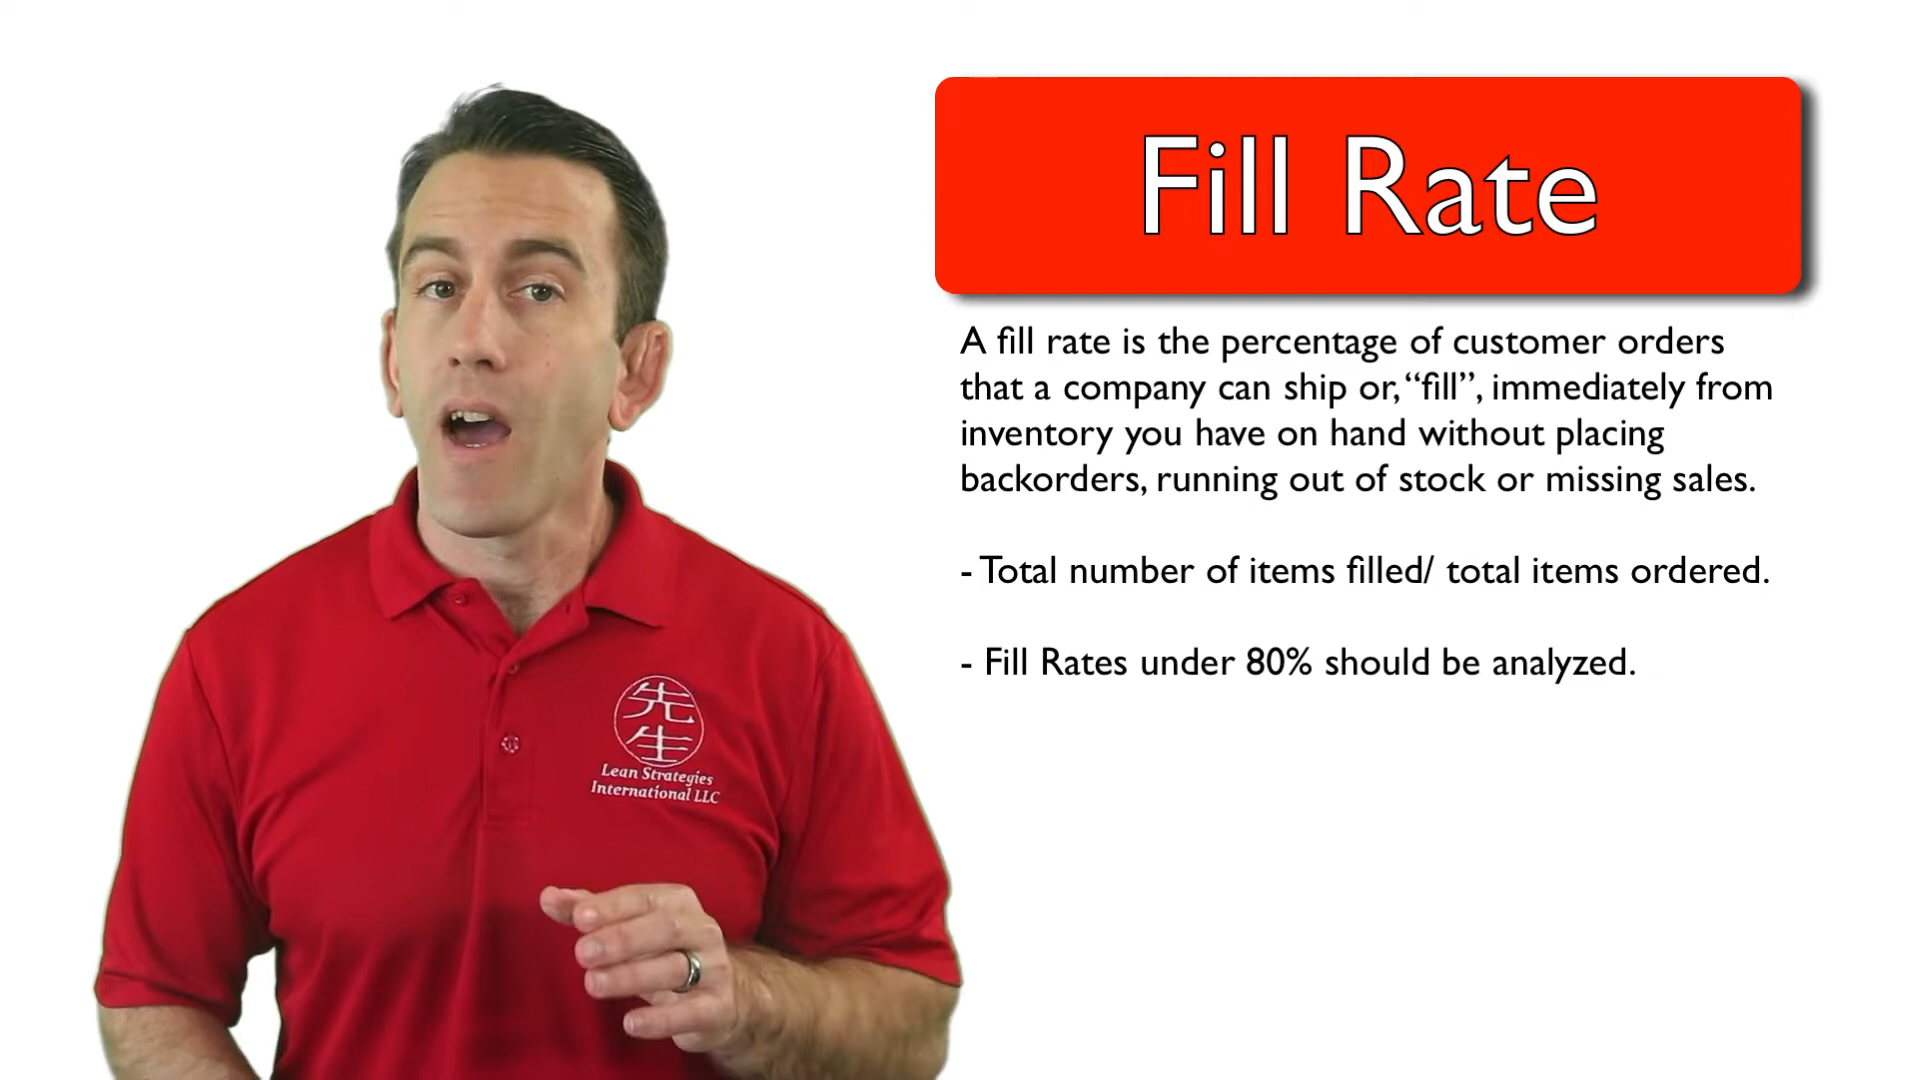 Fill Rate
A fill rate is the percentage of customer orders
that a company can ship or, “fill”, immediately from
inventory you have on hand without placing
backorders, running out of stock or missing sales.
- Total number of items filled/ total items ordered.
- Fill Rates under 80% should be analyzed.
先
生
Lean Strategies
International LLC